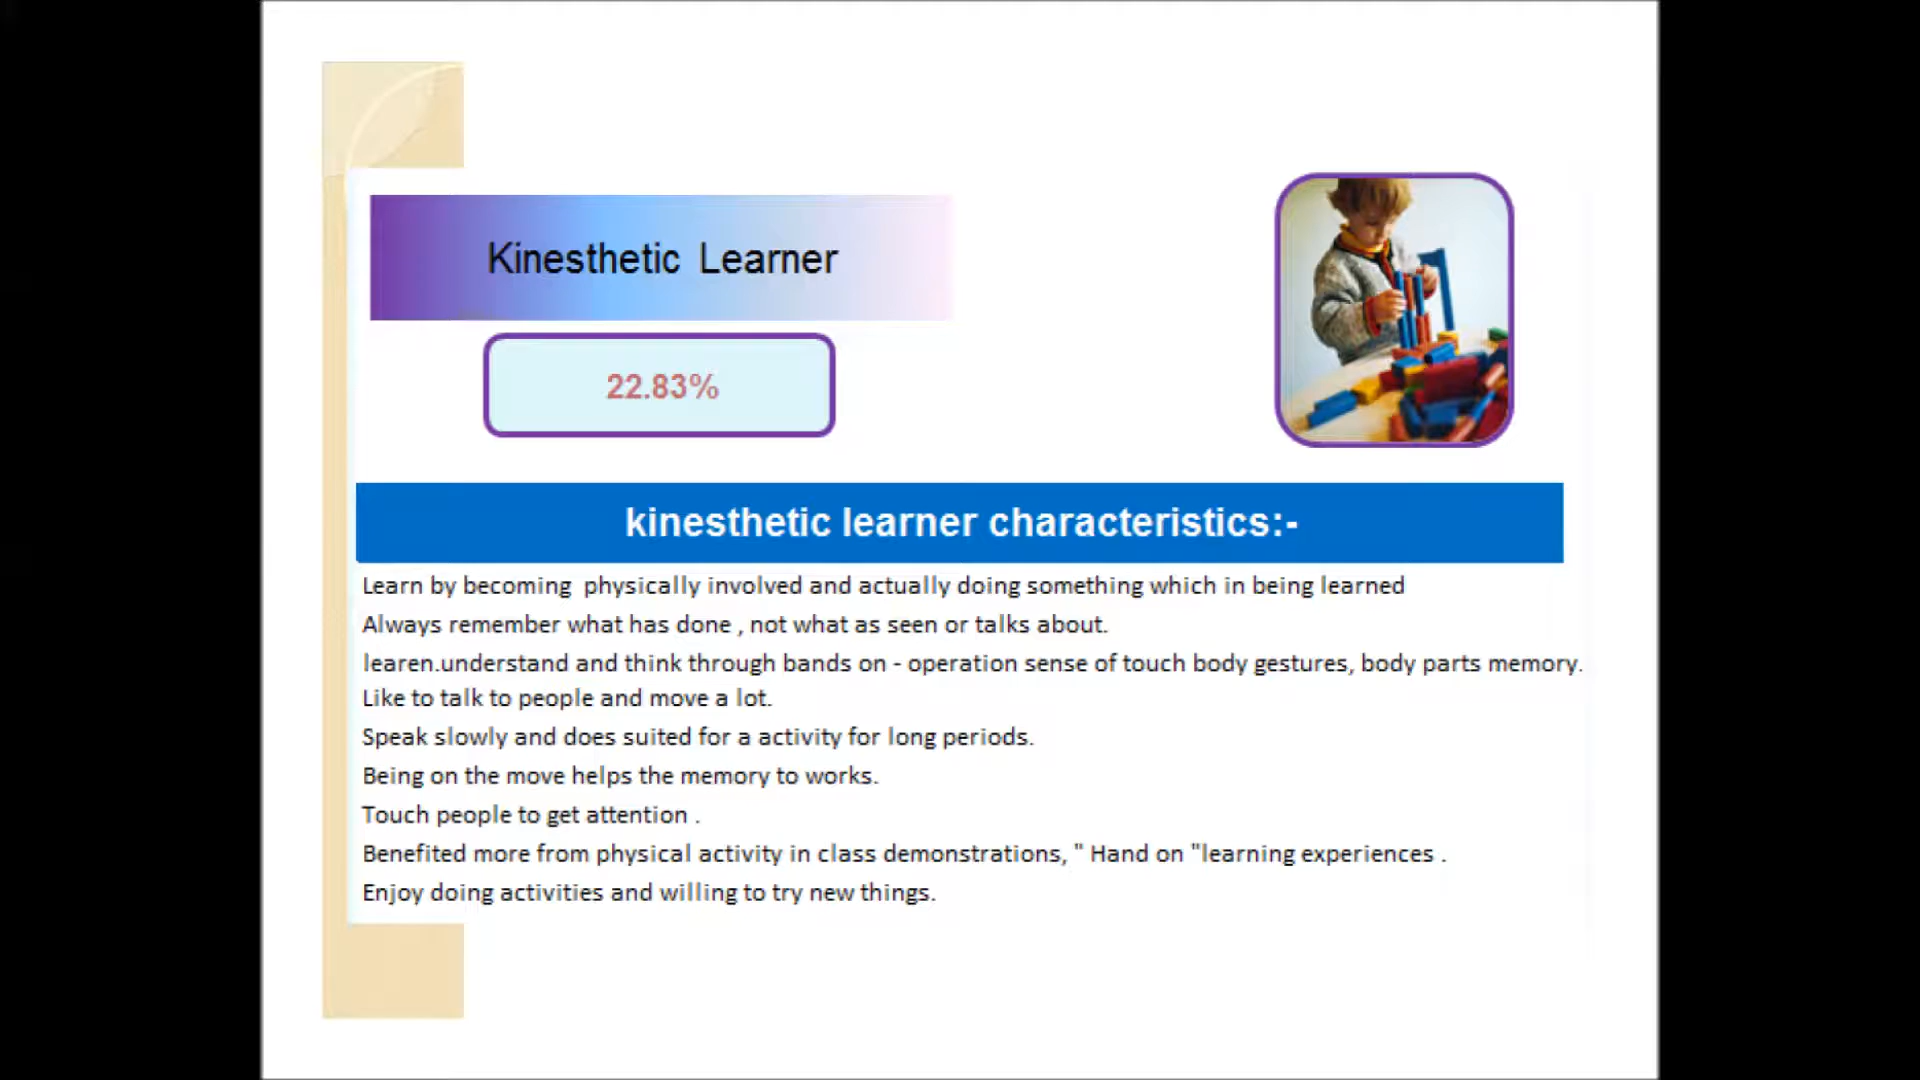 Kinesthetic Learner
22.83%
kinesthetic learner characteristics:-
Learn by becoming physically involved and actually doing something which in being learned
Always remember what has done , not what as seen or talks about.
learen.understand and think through bands on - operation sense of touch body gestures, body parts memory.
Like to talk to people and move a lot.
Speak slowly and does suited for a activity for long periods.
Being on the move helps the memory to works.
Touch people to get attention .
Benefited more from physical activity in class demonstrations, " Hand on "learning experiences .
Enjoy doing activities and willing to try new things.